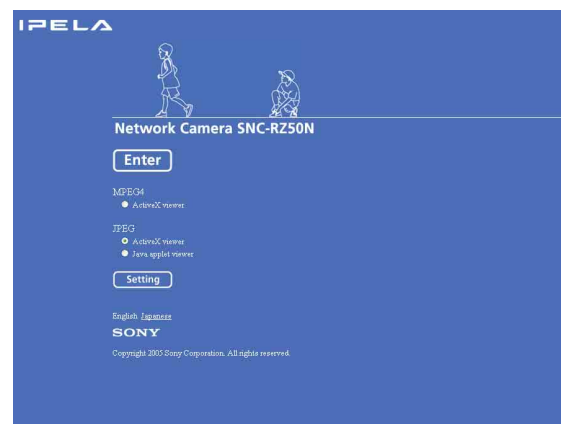 IPELA
Network Camera SNC-RZ50N
Enter
MPEG4
ActiveX viewer
JPEG
ActiveX viewer
Java applet viewer
Setting
English Japanese
SONY
Copyright 2005 Sony Corporation. All rights reserved.